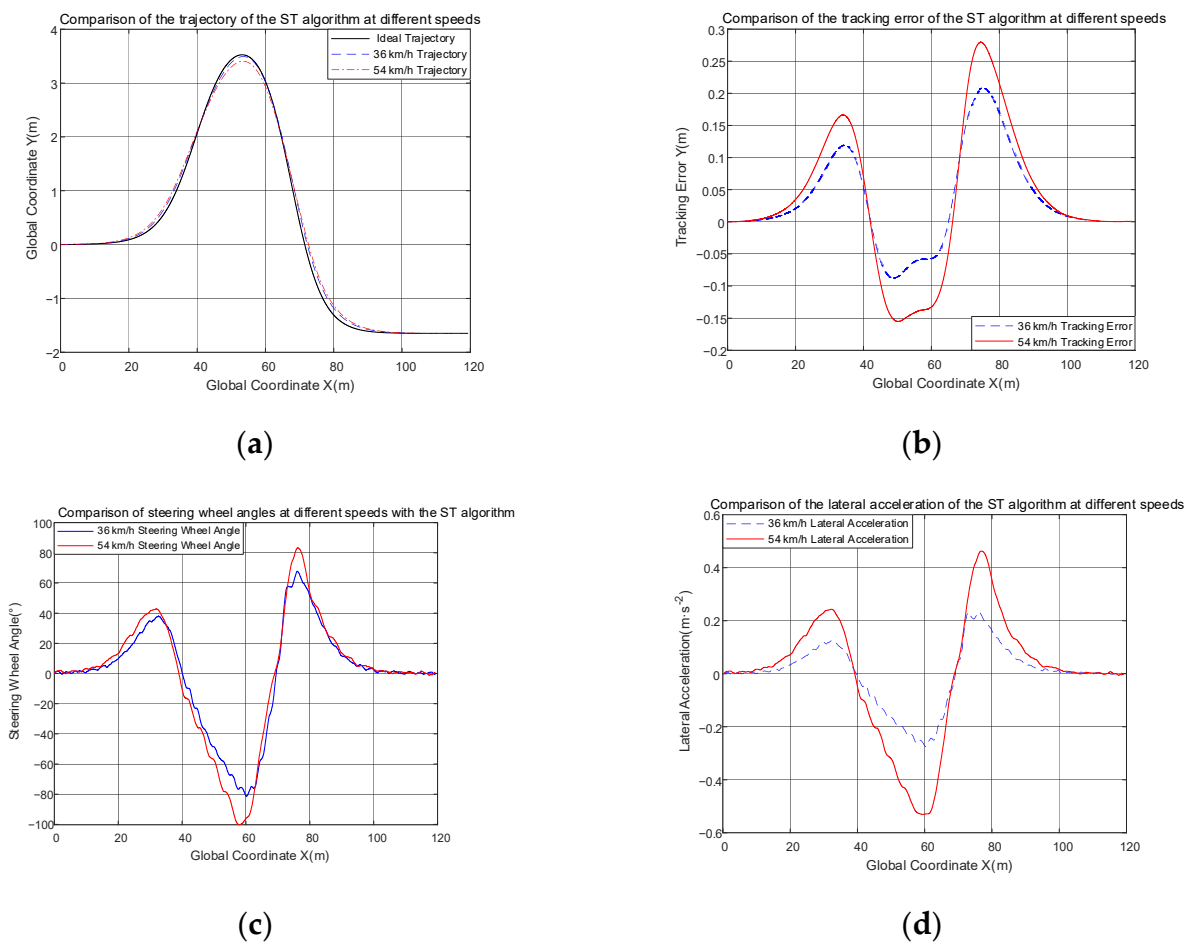 Comparison of the trajectory of the ST algorithm at different speeds
4
3
2
1
0
−1
−2
Global Coordinate Y(m)
Ideal Trajectory
36 km/h Trajectory
54 km/h Trajectory
0 20 40 60 80 100 120
Global Coordinate X(m)
(a)
Comparison of the tracking error of the ST algorithm at different speeds
0.3
0.25
0.2
0.15
0.1
0.05
0
−0.05
−0.1
−0.15
−0.2
Tracking Error Y(m)
36 km/h Tracking Error
54 km/h Tracking Error
0 20 40 60 80 100 120
Global Coordinate X(m)
(b)
Comparison of steering wheel angles at different speeds with the ST algorithm
100
80
60
40
20
0
−20
−40
−60
−80
−100
Steering Wheel Angle(°)
36 km/h Steering Wheel Angle
54 km/h Steering Wheel Angle
0 20 40 60 80 100 120
Global Coordinate X(m)
(c)
Comparison of the lateral acceleration of the ST algorithm at different speeds
0.6
0.4
0.2
0
−0.2
−0.4
−0.6
Lateral Acceleration(m·s⁻²)
36 km/h Lateral Acceleration
54 km/h Lateral Acceleration
0 20 40 60 80 100 120
Global Coordinate X(m)
(d)